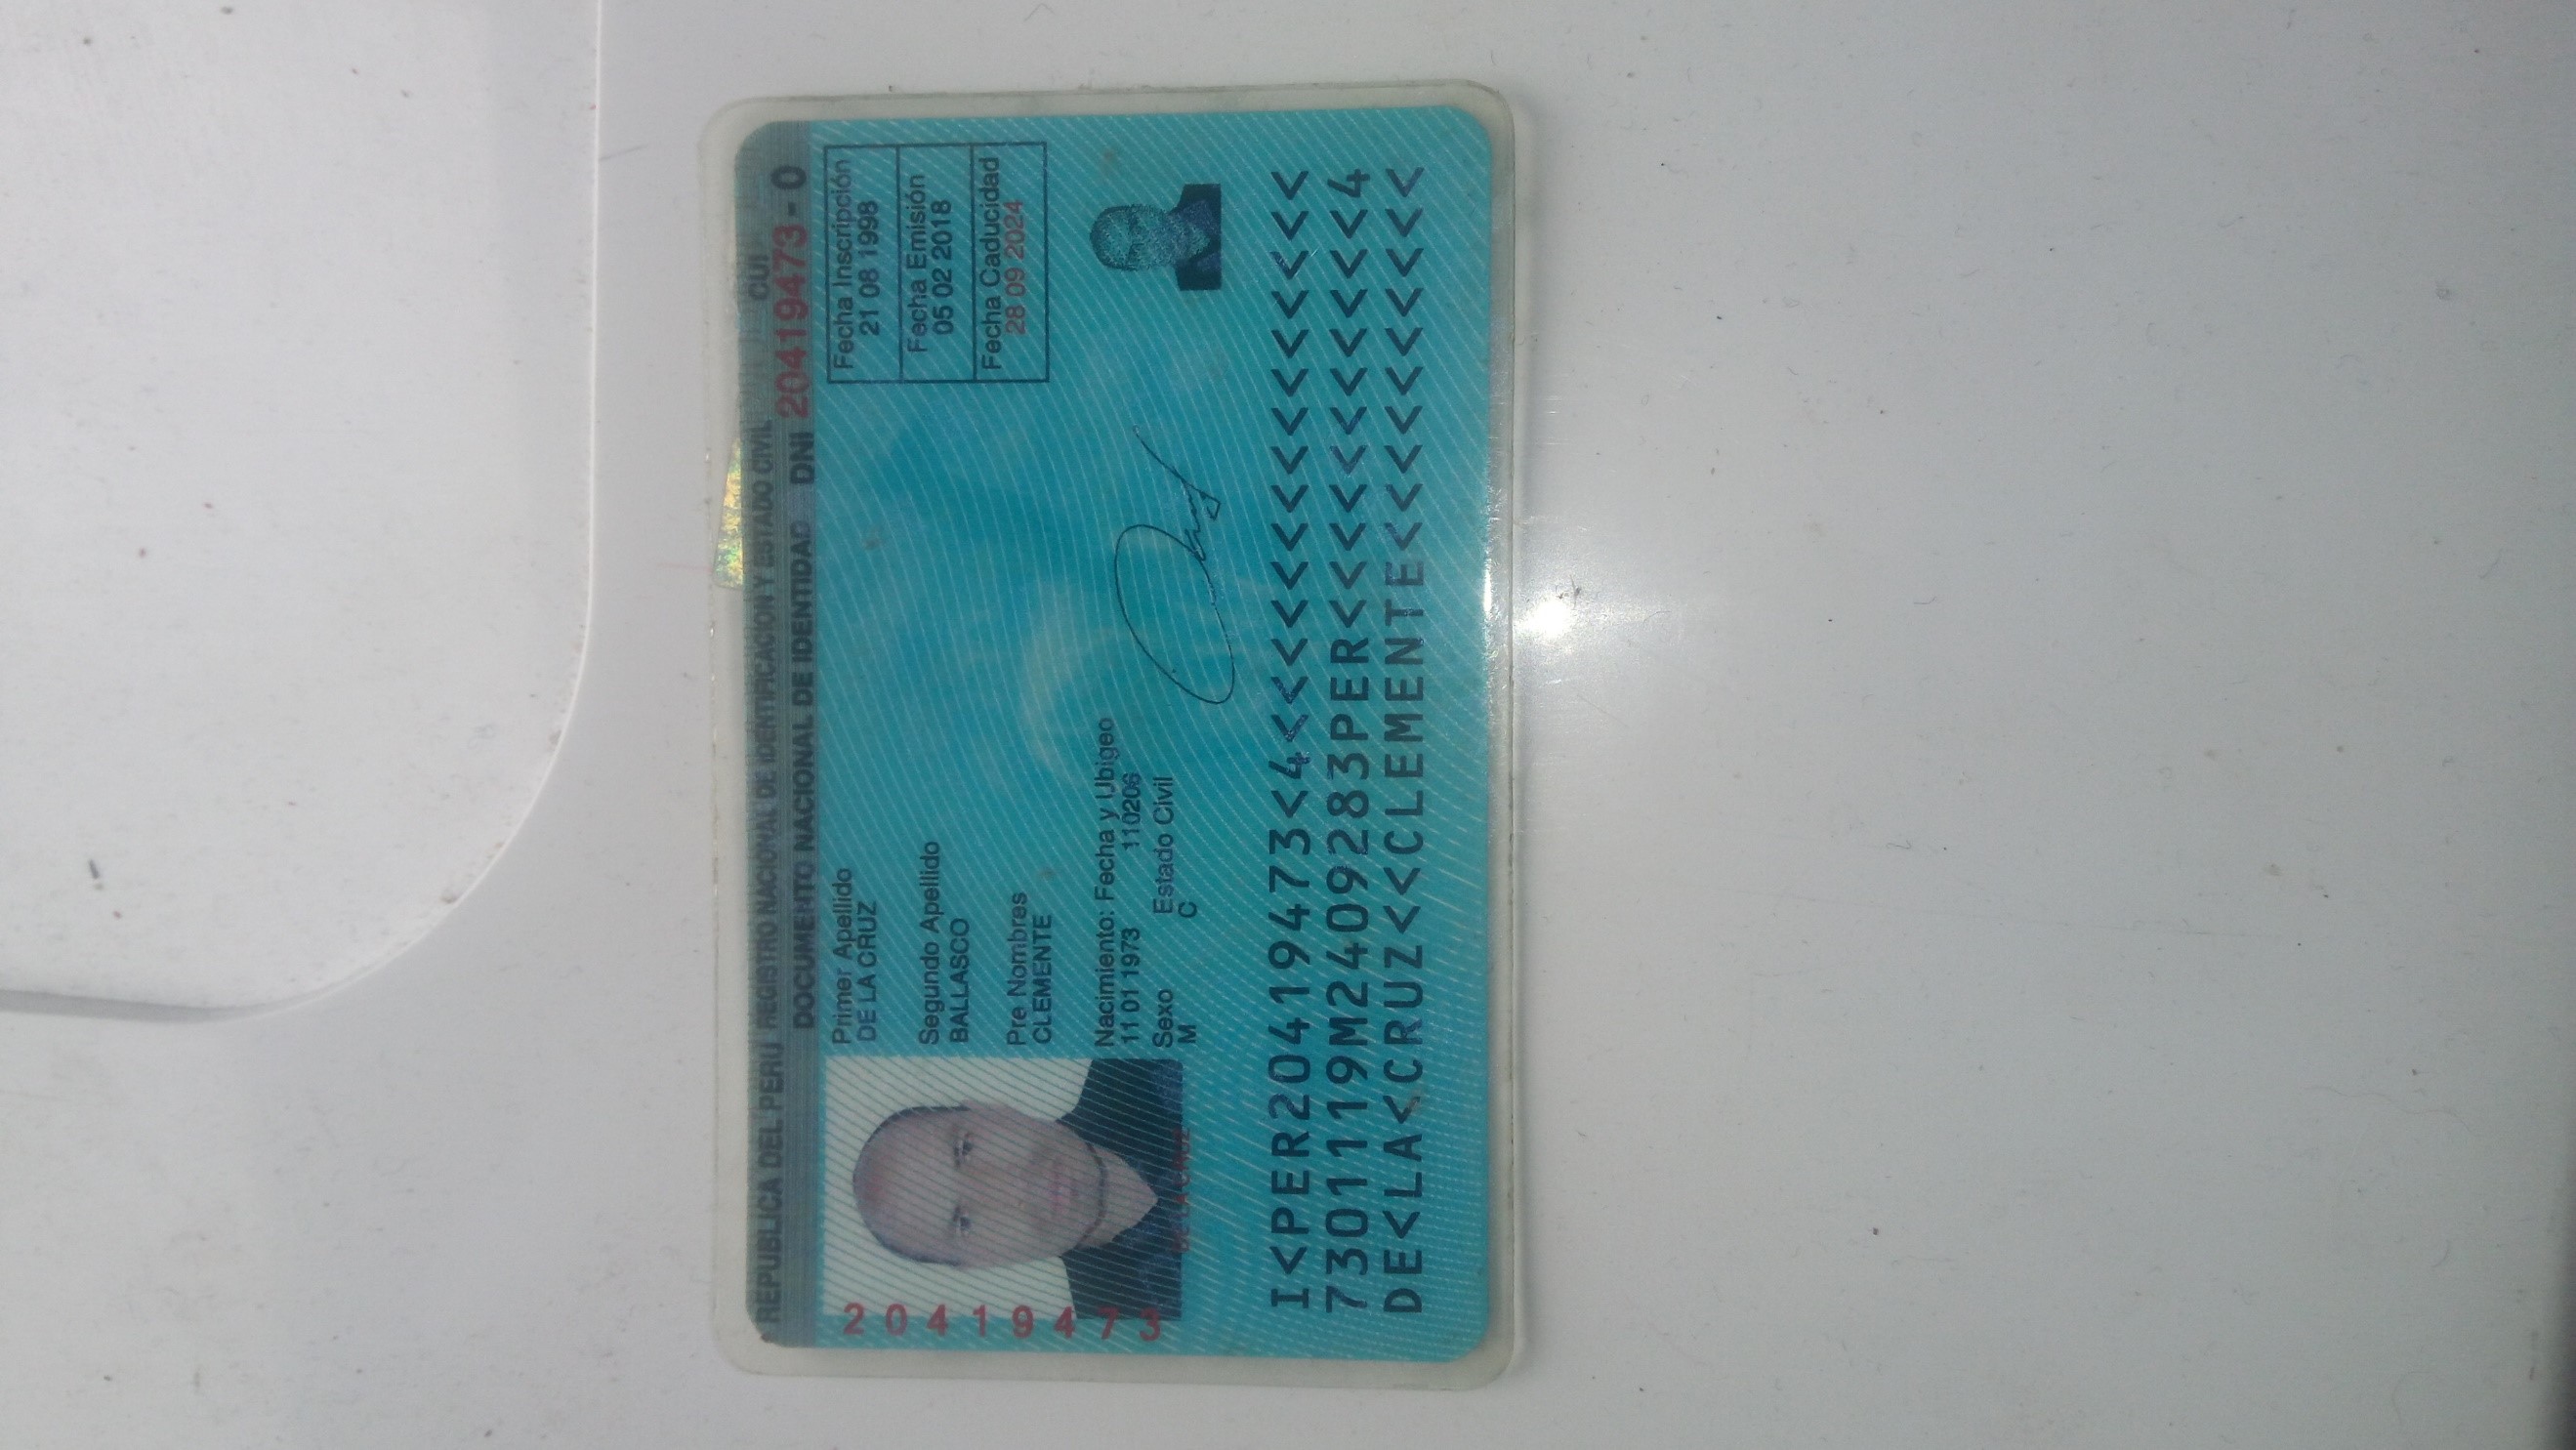 REPUBLICA DEL PERU REGISTRO NACIONAL DE IDENTIFICACION Y ESTADO CIVIL CUI
DOCUMENTO NACIONAL DE IDENTIDAD DNI 20419473 - 0
Primer Apellido
DE LA CRUZ
Segundo Apellido
BALLASCO
Pre Nombres
CLEMENTE
Nacimiento: Fecha y Ubigeo
11 01 1973 110206
Sexo Estado Civil
M C
Fecha Inscripción
21 08 1998
Fecha Emisión
05 02 2018
Fecha Caducidad
28 09 2024
20419473
DE LA CRUZ
I<PER20419473<4<<<<<<<<<<<<<<<
7301119M2409283PER<<<<<<<<<<<4
DE<LA<CRUZ<<CLEMENTE<<<<<<<<<<